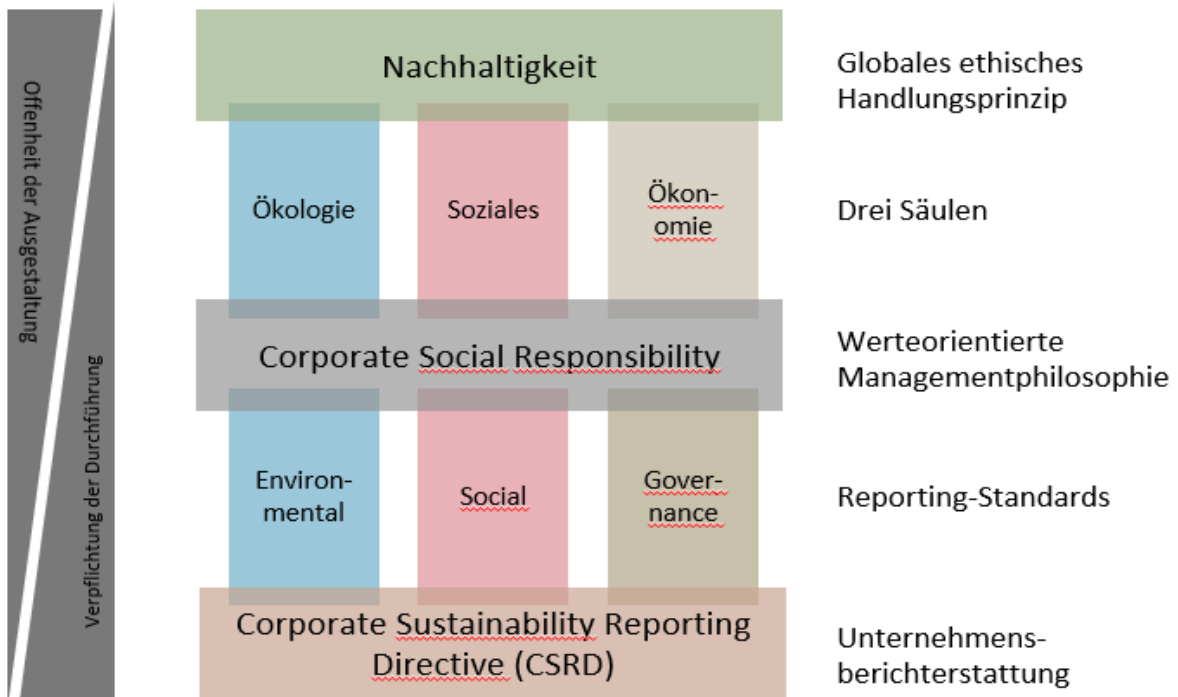 Offenheit der Ausgestaltung
Verpflichtung der Durchführung
Nachhaltigkeit
Globales ethisches
Handlungsprinzip
Ökologie
Soziales
Ökon-
omie
Drei Säulen
Corporate Social Responsibility
Werteorientierte
Managementphilosophie
Environ-
mental
Social
Gover-
nance
Reporting-Standards
Corporate Sustainability Reporting
Directive (CSRD)
Unternehmens-
berichterstattung